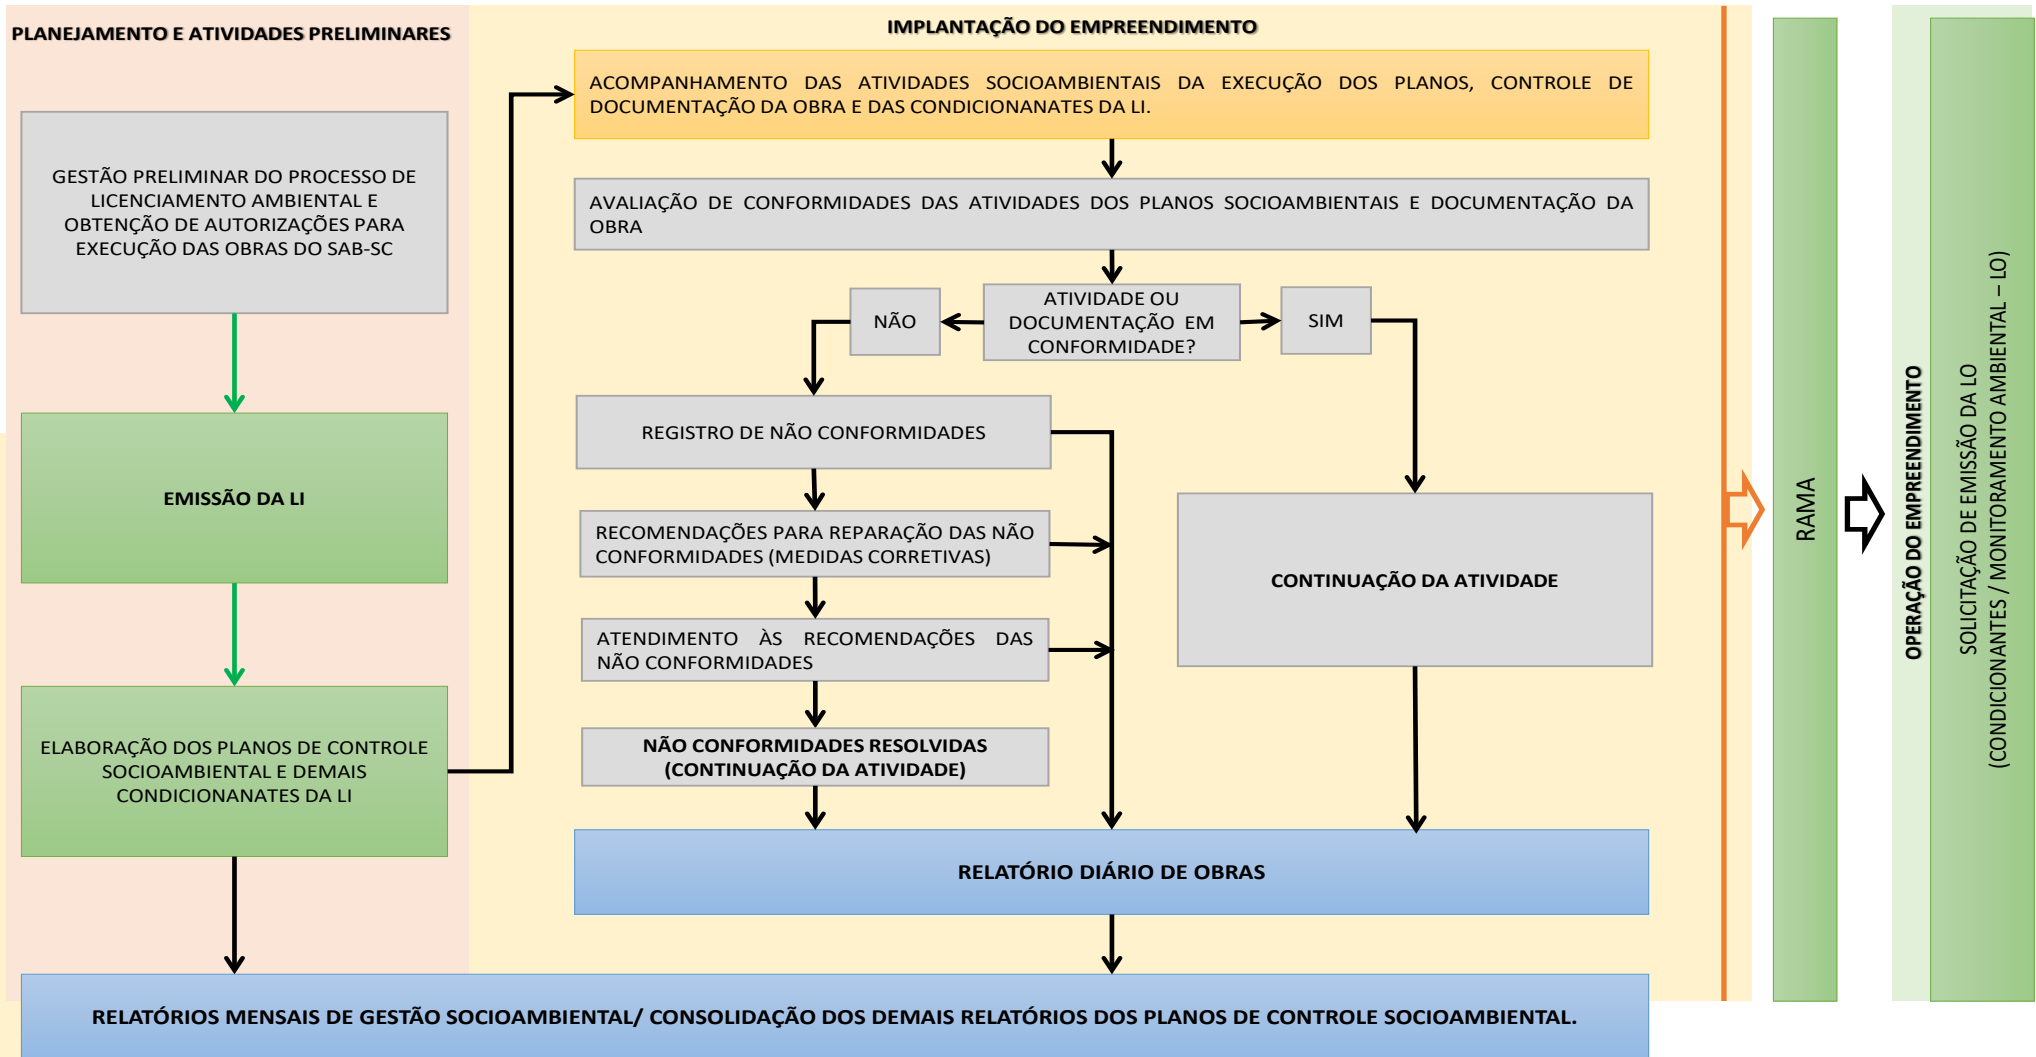 PLANEJAMENTO E ATIVIDADES PRELIMINARES
GESTÃO PRELIMINAR DO PROCESSO DE
LICENCIAMENTO AMBIENTAL E
OBTENÇÃO DE AUTORIZAÇÕES PARA
EXECUÇÃO DAS OBRAS DO SAB-SC
EMISSÃO DA LI
ELABORAÇÃO DOS PLANOS DE CONTROLE
SOCIOAMBIENTAL E DEMAIS
CONDICIONANATES DA LI
IMPLANTAÇÃO DO EMPREENDIMENTO
ACOMPANHAMENTO DAS ATIVIDADES SOCIOAMBIENTAIS DA EXECUÇÃO DOS PLANOS, CONTROLE DE
DOCUMENTAÇÃO DA OBRA E DAS CONDICIONANATES DA LI.
AVALIAÇÃO DE CONFORMIDADES DAS ATIVIDADES DOS PLANOS SOCIOAMBIENTAIS E DOCUMENTAÇÃO DA
OBRA
ATIVIDADE OU
DOCUMENTAÇÃO EM
CONFORMIDADE?
NÃO
SIM
REGISTRO DE NÃO CONFORMIDADES
RECOMENDAÇÕES PARA REPARAÇÃO DAS NÃO
CONFORMIDADES (MEDIDAS CORRETIVAS)
ATENDIMENTO ÀS RECOMENDAÇÕES DAS
NÃO CONFORMIDADES
NÃO CONFORMIDADES RESOLVIDAS
(CONTINUAÇÃO DA ATIVIDADE)
CONTINUAÇÃO DA ATIVIDADE
RELATÓRIO DIÁRIO DE OBRAS
RELATÓRIOS MENSAIS DE GESTÃO SOCIOAMBIENTAL/ CONSOLIDAÇÃO DOS DEMAIS RELATÓRIOS DOS PLANOS DE CONTROLE SOCIOAMBIENTAL.
RAMA
OPERAÇÃO DO EMPREENDIMENTO
SOLICITAÇÃO DE EMISSÃO DA LO
(CONDICIONANTES / MONITORAMENTO AMBIENTAL – LO)